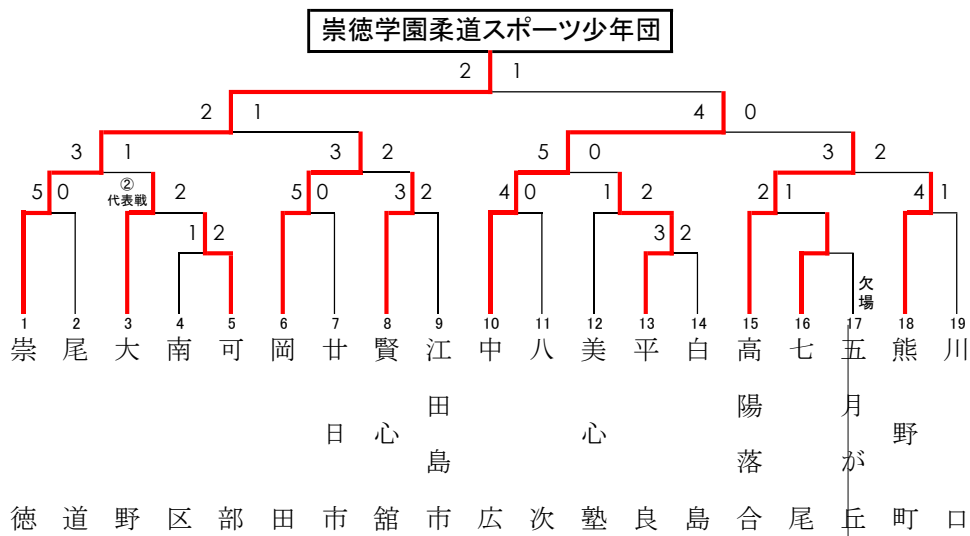 崇徳学園柔道スポーツ少年団
2 1
2 1 4 0
3 1 3 2 5 0 3 2
5 0 ② 代表戦 2 5 0 3 2 4 0 1 2 2 1 4 1
1 2 3 2
欠場
1 2 3 4 5 6 7 8 9 10 11 12 13 14 15 16 17 18 19
崇徳
尾道
大野
南区
可部
岡田
廿日市
賢心舘
江田島市
中広
八次
美心塾
平良
白島
高陽落合
七尾
五月が丘
熊野町
川口